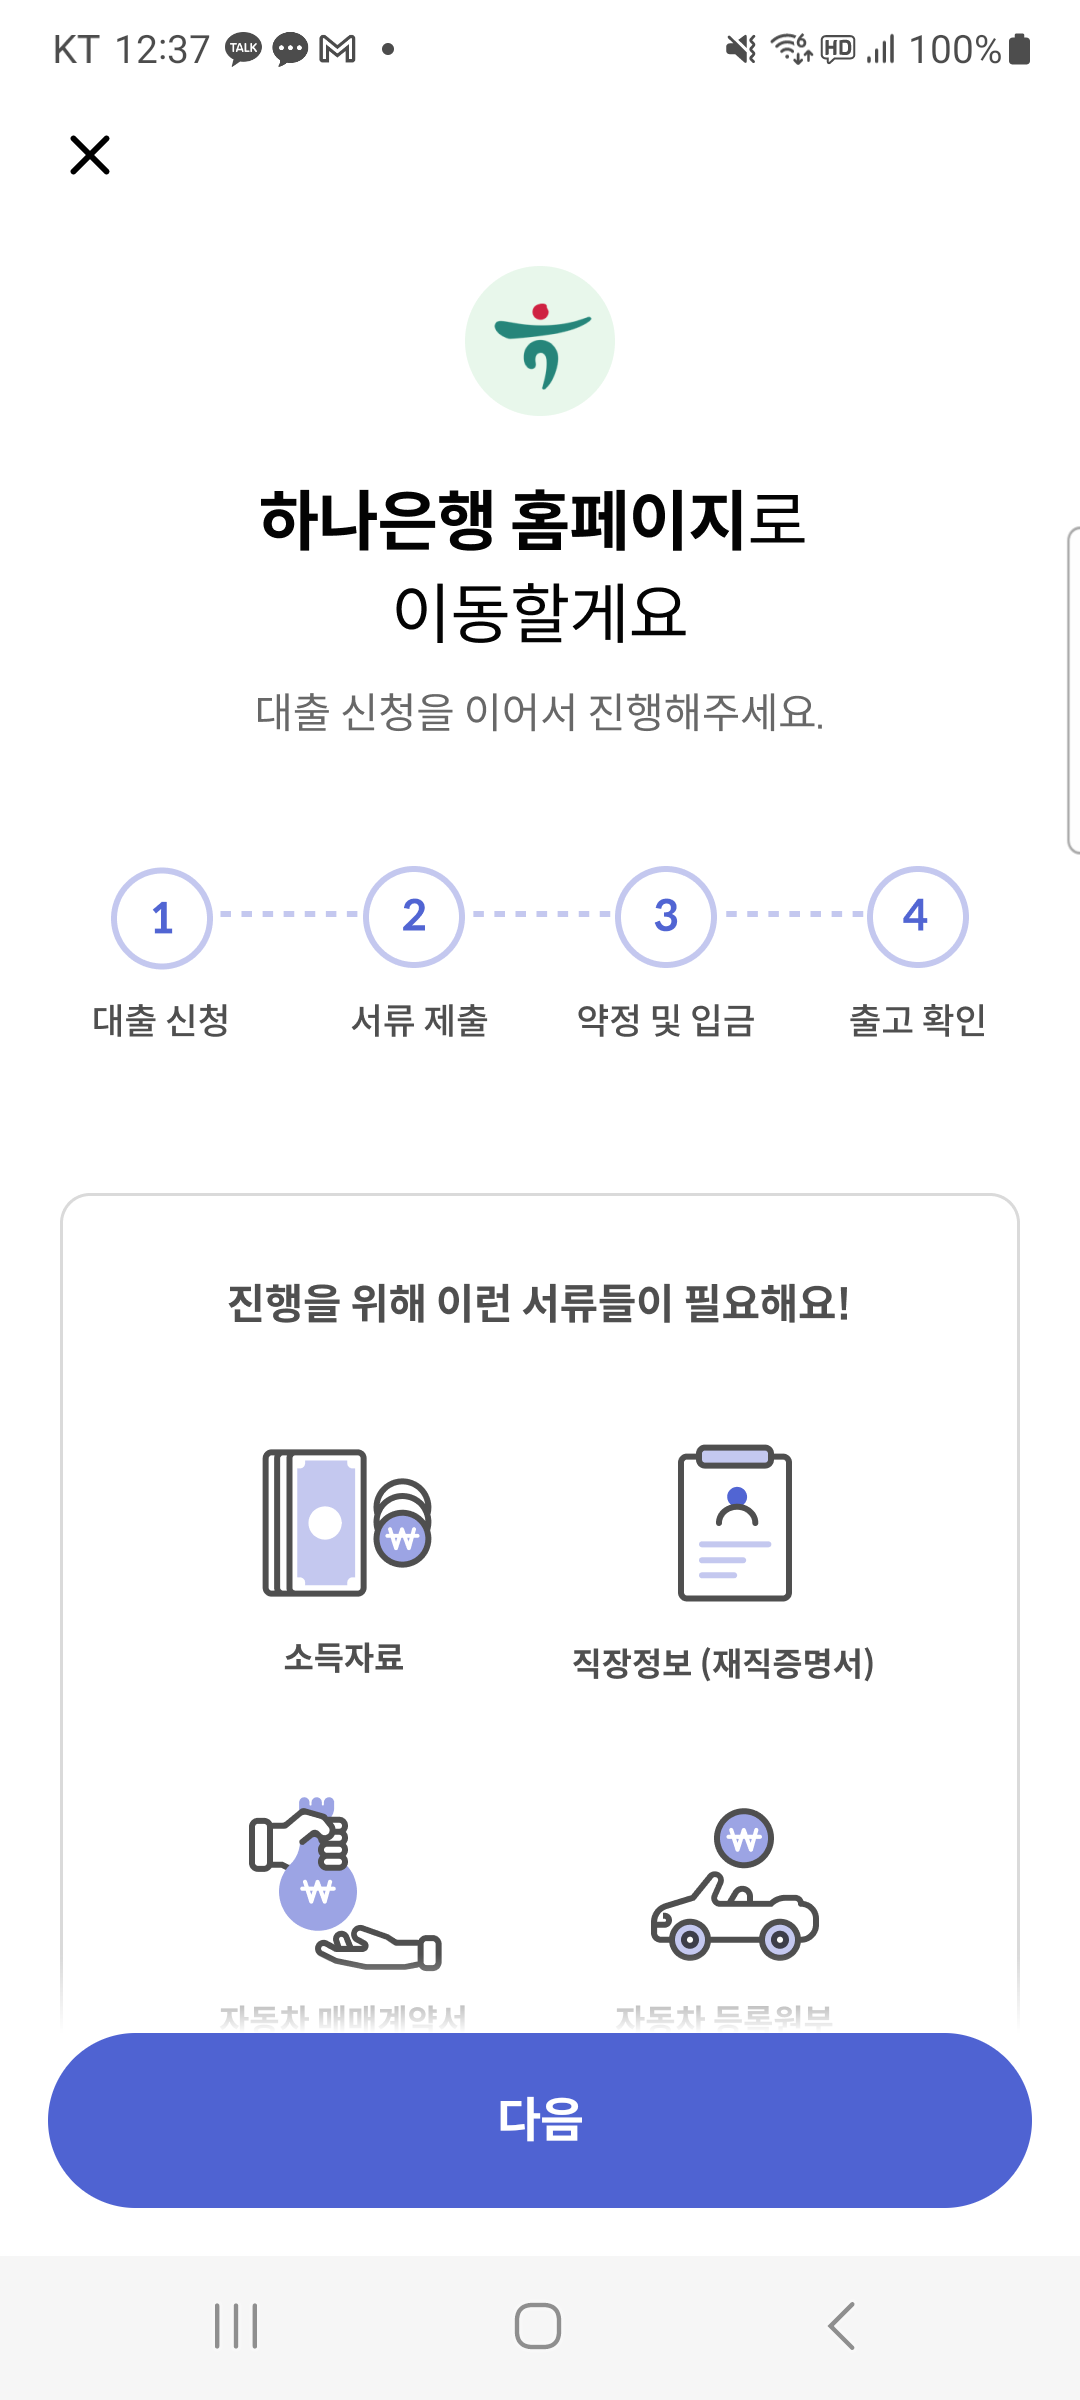 KT 12:37 TALK 6 HD 100%
하나은행 홈페이지로
이동할게요
대출 신청을 이어서 진행해주세요.
1 2 3 4
대출 신청 서류 제출 약정 및 입금 출고 확인
진행을 위해 이런 서류들이 필요해요!
소득자료 직장정보 (재직증명서)
자동차 매매계약서 자동차 등록원부
다음